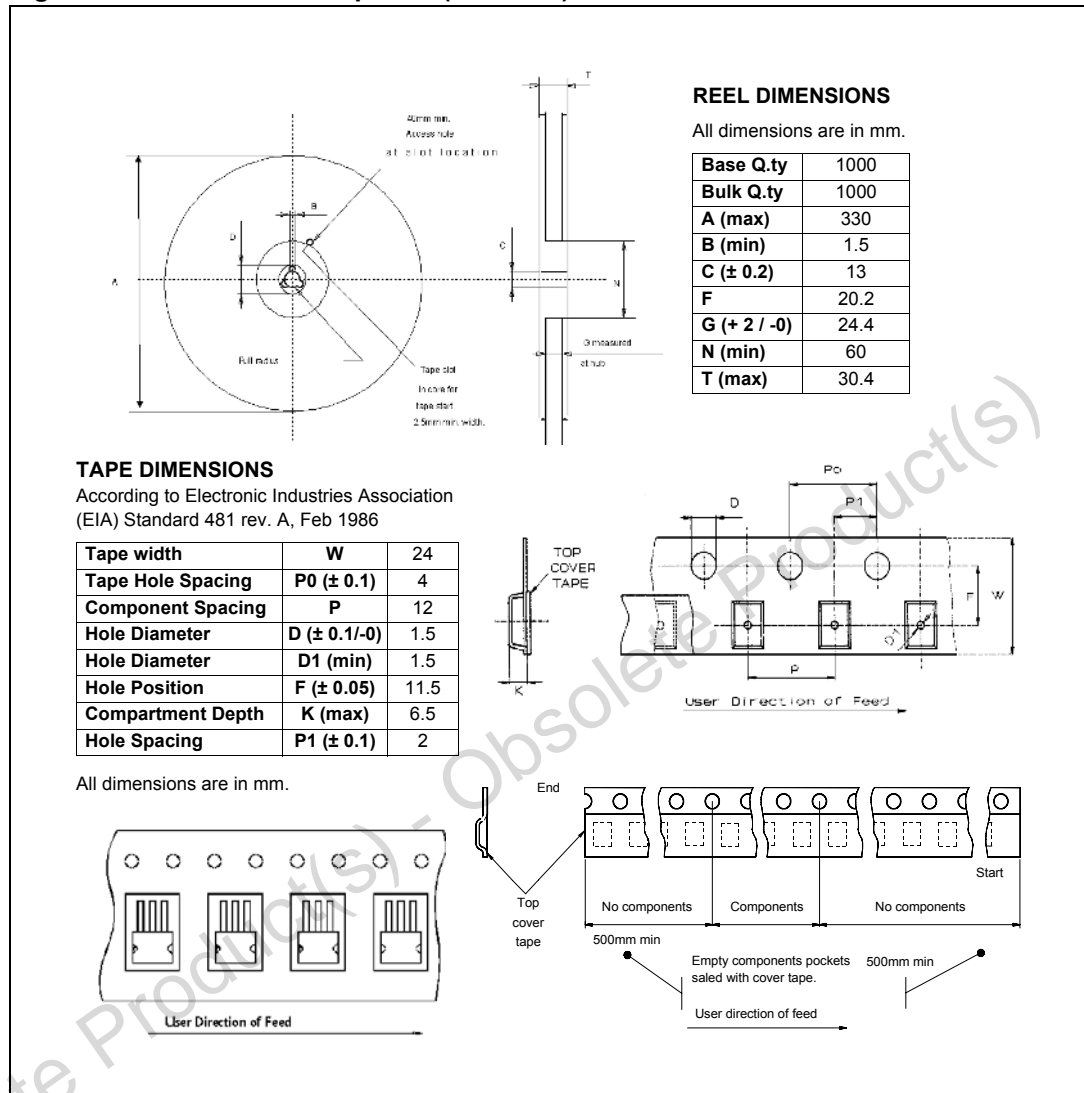 T
REEL DIMENSIONS
All dimensions are in mm.
Base Q.ty 1000
Bulk Q.ty 1000
A (max) 330
B (min) 1.5
C (± 0.2) 13
F 20.2
G (+ 2 / -0) 24.4
N (min) 60
T (max) 30.4
40mm min.
Access hole
at slot location
B
D
A
C
N
Full radius
Tape slot
in core for
tape start
2.5mm min. width.
G measured
at hub
TAPE DIMENSIONS
According to Electronic Industries Association
(EIA) Standard 481 rev. A, Feb 1986
Tape width W 24
Tape Hole Spacing P0 (± 0.1) 4
Component Spacing P 12
Hole Diameter D (± 0.1/-0) 1.5
Hole Diameter D1 (min) 1.5
Hole Position F (± 0.05) 11.5
Compartment Depth K (max) 6.5
Hole Spacing P1 (± 0.1) 2
All dimensions are in mm.
Po
D
P1
TOP
COVER
TAPE
F
W
D1
K
P
User Direction of Feed
End
Start
Top
cover
tape
No components
Components
No components
500mm min
Empty components pockets
saled with cover tape.
500mm min
User direction of feed
User Direction of Feed
Obsolete Product(s)
te Product(s) -